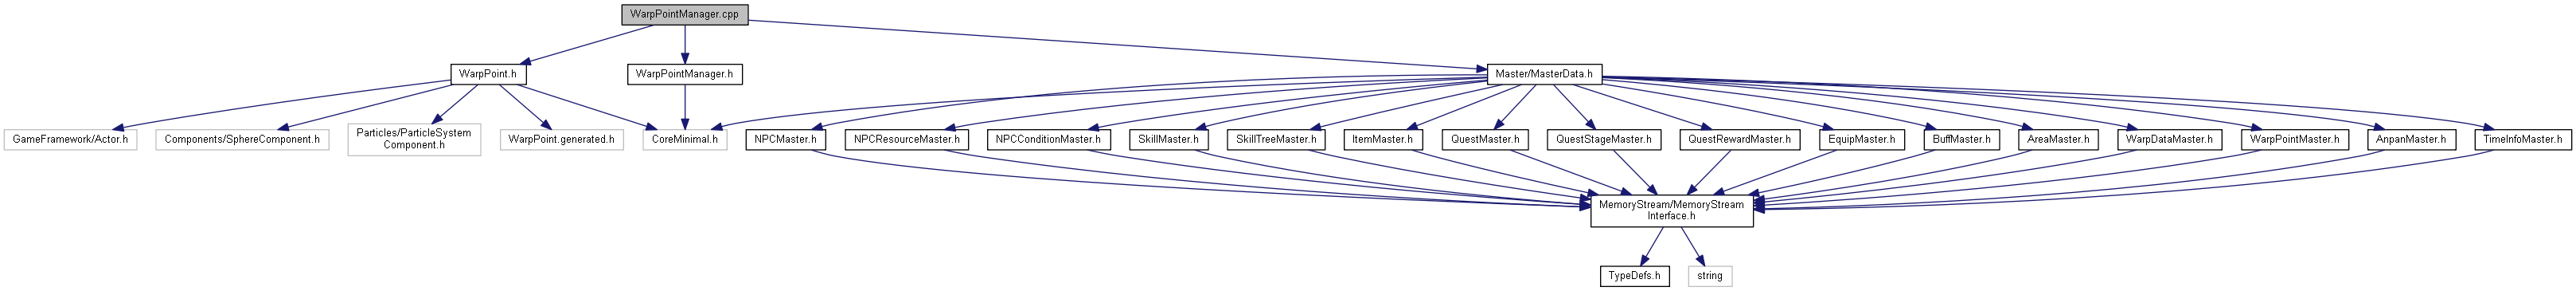 WarpPointManager.cpp
WarpPoint.h
WarpPointManager.h
Master/MasterData.h
GameFramework/Actor.h
Components/SphereComponent.h
Particles/ParticleSystem
Component.h
WarpPoint.generated.h
CoreMinimal.h
NPCMaster.h
NPCResourceMaster.h
NPCConditionMaster.h
SkillMaster.h
SkillTreeMaster.h
ItemMaster.h
QuestMaster.h
QuestStageMaster.h
QuestRewardMaster.h
EquipMaster.h
BuffMaster.h
AreaMaster.h
WarpDataMaster.h
WarpPointMaster.h
AnpanMaster.h
TimeInfoMaster.h
MemoryStream/MemoryStream
Interface.h
TypeDefs.h
string